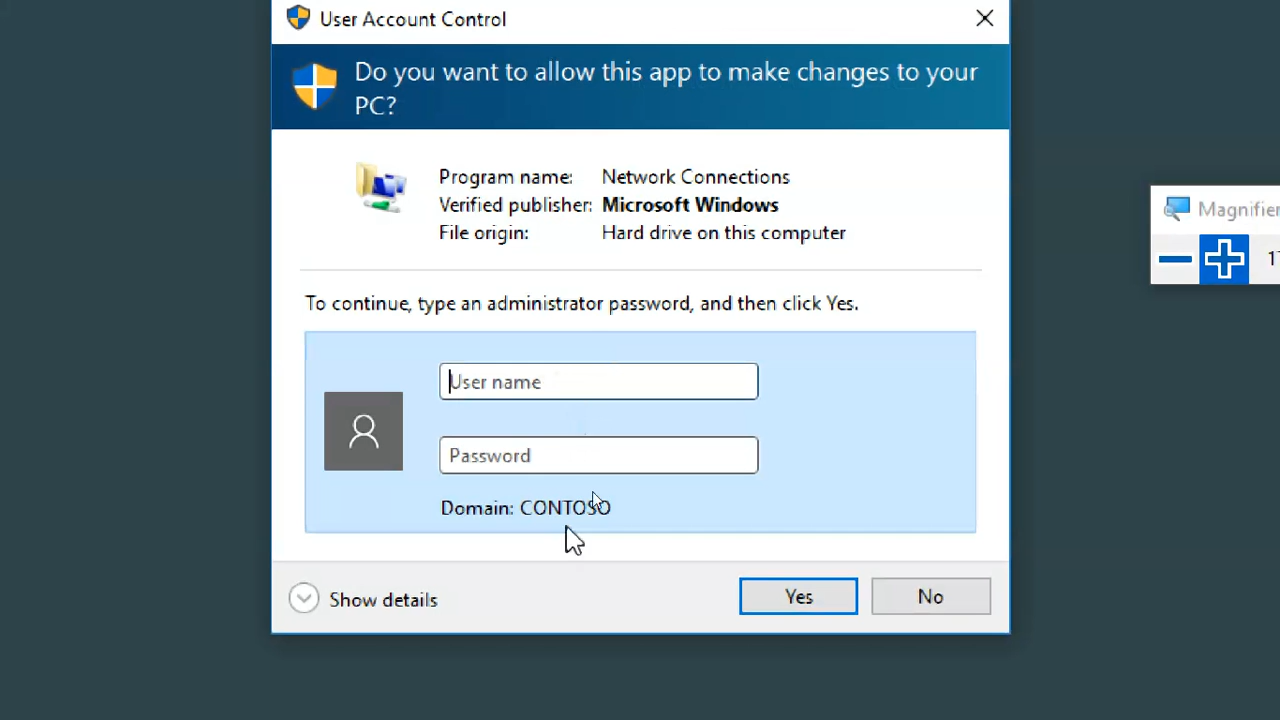 User Account Control
Do you want to allow this app to make changes to your
PC?
Program name: Network Connections
Verified publisher: Microsoft Windows
File origin: Hard drive on this computer
Magnifier
To continue, type an administrator password, and then click Yes.
User name
Password
Domain: CONTOSO
Show details
Yes
No